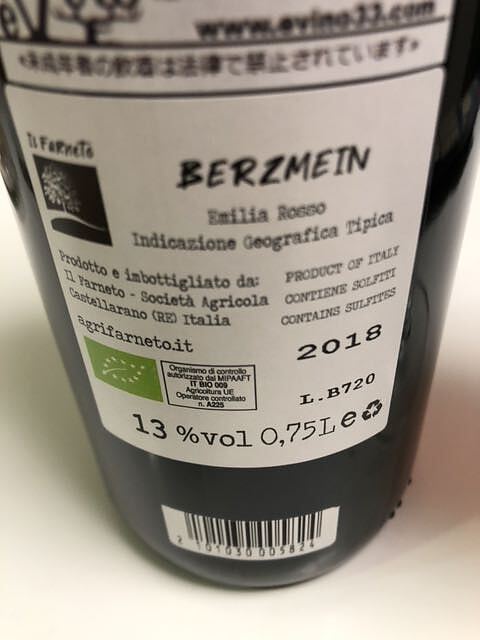 www.evino33.com
«未成年者の飲酒は法律で禁止されています»
Il Farneto
BERZMEIN
Emilia Rosso
Indicazione Geografica Tipica
Prodotto e imbottigliato da:
Il Farneto - Società Agricola
Castellarano (RE) Italia
agrifarneto.it
PRODUCT OF ITALY
CONTIENE SOLFITI
CONTAINS SULFITES
2018
L.B720
Organismo di controllo
autorizzato dal MIPAAFT
IT BIO 009
Agricoltura UE
Operatore controllato
n. A225
13 %vol 0,75L e
2 101030 005824